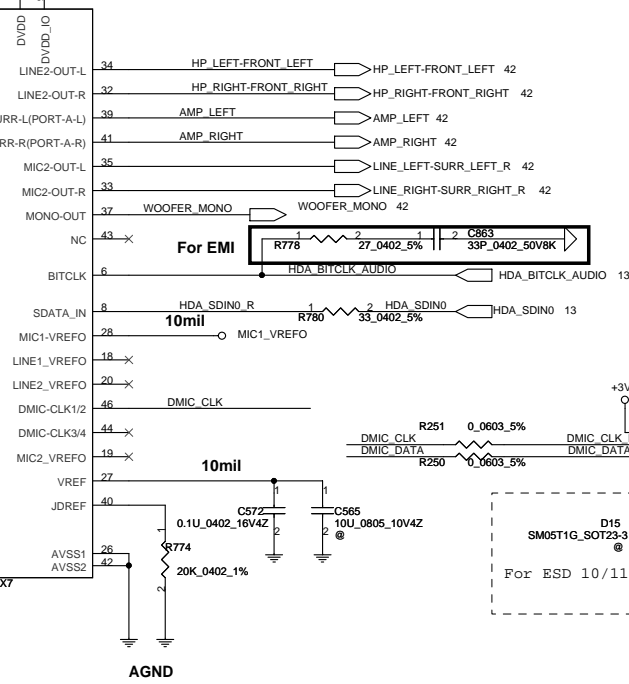 DVDD
DVDD_IO
LINE2-OUT-L 34 HP_LEFT-FRONT_LEFT HP_LEFT-FRONT_LEFT 42
LINE2-OUT-R 32 HP_RIGHT-FRONT_RIGHT HP_RIGHT-FRONT_RIGHT 42
URR-L(PORT-A-L) 39 AMP_LEFT AMP_LEFT 42
RR-R(PORT-A-R) 41 AMP_RIGHT AMP_RIGHT 42
MIC2-OUT-L 35 LINE_LEFT-SURR_LEFT_R 42
MIC2-OUT-R 33 LINE_RIGHT-SURR_RIGHT_R 42
MONO-OUT 37 WOOFER_MONO WOOFER_MONO 42
NC 43 For EMI 1 R778 2 27_0402_5% 1 2 C863 33P_0402_50V8K
BITCLK 6 HDA_BITCLK_AUDIO HDA_BITCLK_AUDIO 13
SDATA_IN 8 HDA_SDIN0_R 1 R780 2 33_0402_5% HDA_SDIN0 HDA_SDIN0 13
10mil
MIC1-VREFO 28 MIC1_VREFO
LINE1_VREFO 18
LINE2_VREFO 20
DMIC-CLK1/2 46 DMIC_CLK
+3V
DMIC-CLK3/4 44
R251 0_0603_5%
DMIC_CLK DMIC_CLK_
DMIC_DATA DMIC_DATA
R250 0_0603_5%
MIC2_VREFO 19
10mil
VREF 27
JDREF 40
1 C572 2 0.1U_0402_16V4Z
1 C565 2 10U_0805_10V4Z @
1 R774 2 20K_0402_1%
AVSS1 26
AVSS2 42
X7
D15
SM05T1G_SOT23-3
@
For ESD 10/11
AGND